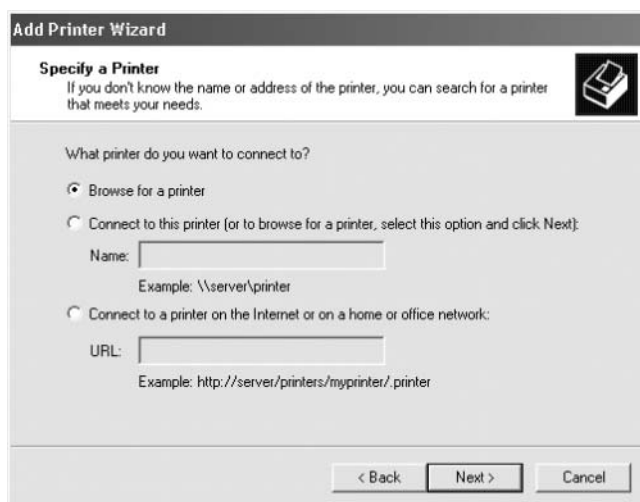 Add Printer Wizard
Specify a Printer
If you don't know the name or address of the printer, you can search for a printer
that meets your needs.
What printer do you want to connect to?
Browse for a printer
Connect to this printer (or to browse for a printer, select this option and click Next):
Name:
Example: \\server\printer
Connect to a printer on the Internet or on a home or office network:
URL:
Example: http://server/printers/myprinter/.printer
< Back Next > Cancel